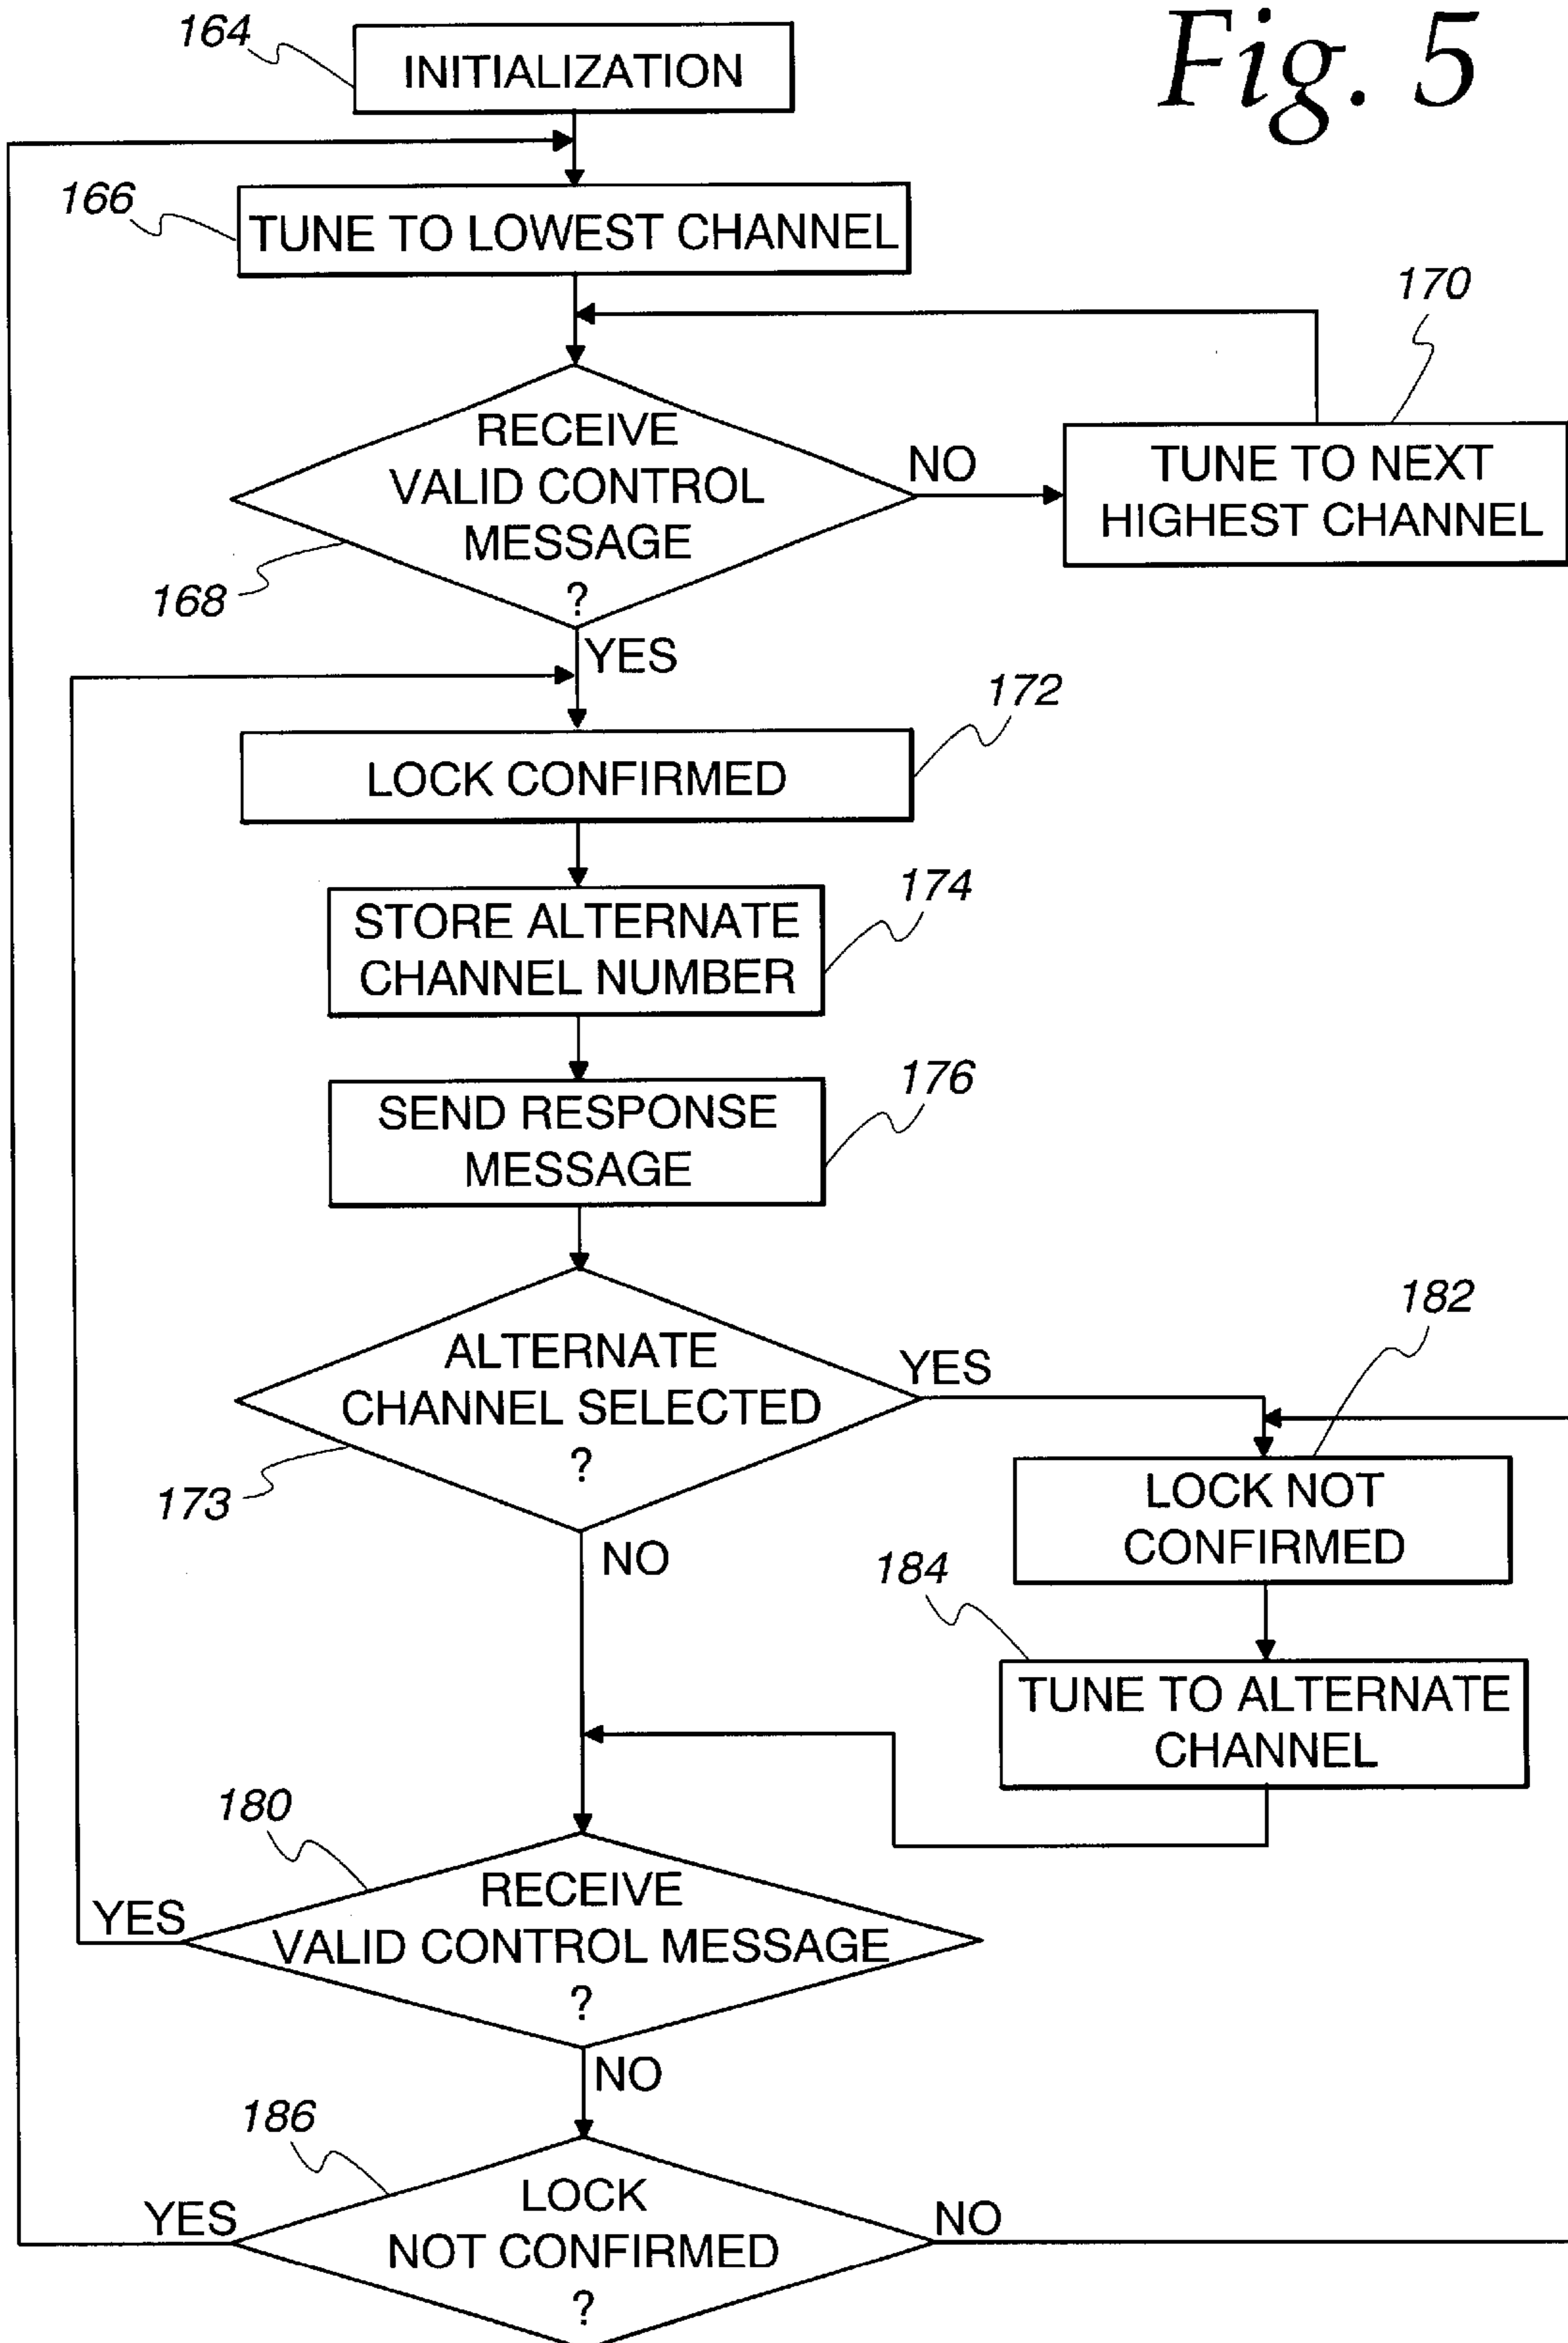 Fig. 5
164
INITIALIZATION
166
TUNE TO LOWEST CHANNEL
170
RECEIVE
VALID CONTROL
MESSAGE
?
NO
TUNE TO NEXT
HIGHEST CHANNEL
168
YES
172
LOCK CONFIRMED
174
STORE ALTERNATE
CHANNEL NUMBER
176
SEND RESPONSE
MESSAGE
182
ALTERNATE
CHANNEL SELECTED
?
YES
173
LOCK NOT
CONFIRMED
NO
184
TUNE TO ALTERNATE
CHANNEL
180
RECEIVE
VALID CONTROL MESSAGE
?
YES
NO
186
LOCK
NOT CONFIRMED
?
YES
NO